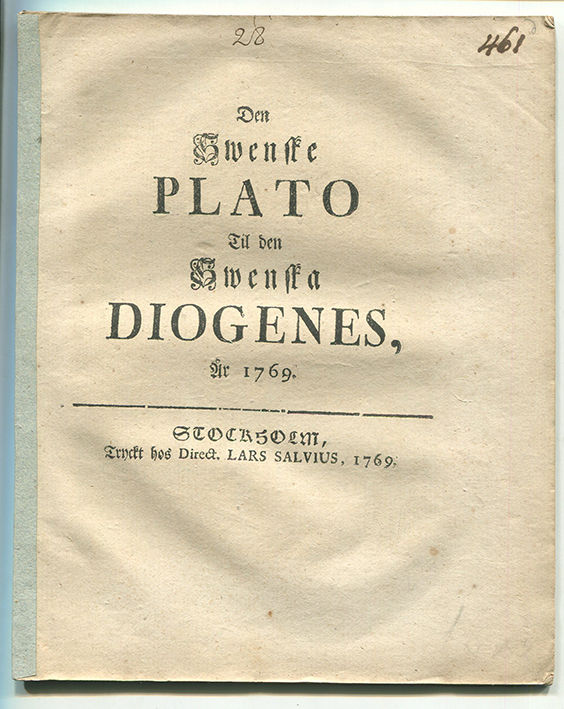 28
461
Den
Swenske
PLATO
Til den
Swenska
DIOGENES,
År 1769.
STOCKHOLM,
Tryckt hos Direct. LARS SALVIUS, 1769.